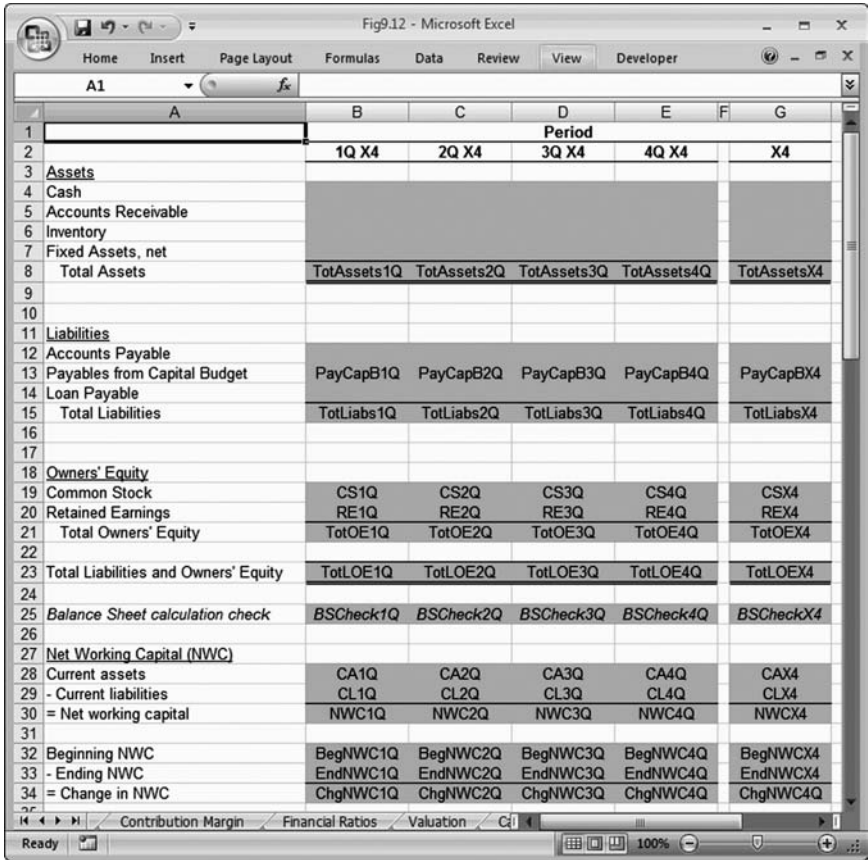 Fig9.12 - Microsoft Excel
Home Insert Page Layout Formulas Data Review View Developer
A1 fx
A B C D E F G
1 Period
2 1Q X4 2Q X4 3Q X4 4Q X4 X4
3 Assets
4 Cash
5 Accounts Receivable
6 Inventory
7 Fixed Assets, net
8 Total Assets TotAssets1Q TotAssets2Q TotAssets3Q TotAssets4Q TotAssetsX4
9
10
11 Liabilities
12 Accounts Payable
13 Payables from Capital Budget PayCapB1Q PayCapB2Q PayCapB3Q PayCapB4Q PayCapBX4
14 Loan Payable
15 Total Liabilities TotLiabs1Q TotLiabs2Q TotLiabs3Q TotLiabs4Q TotLiabsX4
16
17
18 Owners' Equity
19 Common Stock CS1Q CS2Q CS3Q CS4Q CSX4
20 Retained Earnings RE1Q RE2Q RE3Q RE4Q REX4
21 Total Owners' Equity TotOE1Q TotOE2Q TotOE3Q TotOE4Q TotOEX4
22
23 Total Liabilities and Owners' Equity TotLOE1Q TotLOE2Q TotLOE3Q TotLOE4Q TotLOEX4
24
25 Balance Sheet calculation check BSCheck1Q BSCheck2Q BSCheck3Q BSCheck4Q BSCheckX4
26
27 Net Working Capital (NWC)
28 Current assets CA1Q CA2Q CA3Q CA4Q CAX4
29 - Current liabilities CL1Q CL2Q CL3Q CL4Q CLX4
30 = Net working capital NWC1Q NWC2Q NWC3Q NWC4Q NWCX4
31
32 Beginning NWC BegNWC1Q BegNWC2Q BegNWC3Q BegNWC4Q BegNWCX4
33 - Ending NWC EndNWC1Q EndNWC2Q EndNWC3Q EndNWC4Q EndNWCX4
34 = Change in NWC ChgNWC1Q ChgNWC2Q ChgNWC3Q ChgNWC4Q ChgNWC4Q
Contribution Margin Financial Ratios Valuation
Ready 100%